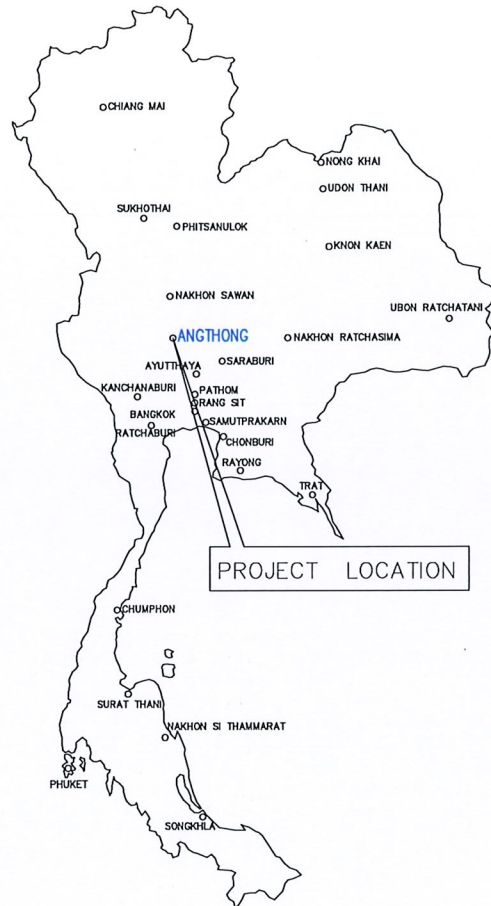 CHIANG MAI
NONG KHAI
UDON THANI
SUKHOTHAI
PHITSANULOK
KNON KAEN
NAKHON SAWAN
UBON RATCHATANI
ANGTHONG
NAKHON RATCHASIMA
SARABURI
AYUTTHAYA
KANCHANABURI
PATHOM
RANG SIT
BANGKOK
SAMUTPRAKARN
RATCHABURI
CHONBURI
RAYONG
TRAT
PROJECT LOCATION
CHUMPHON
SURAT THANI
NAKHON SI THAMMARAT
PHUKET
SONGKHLA